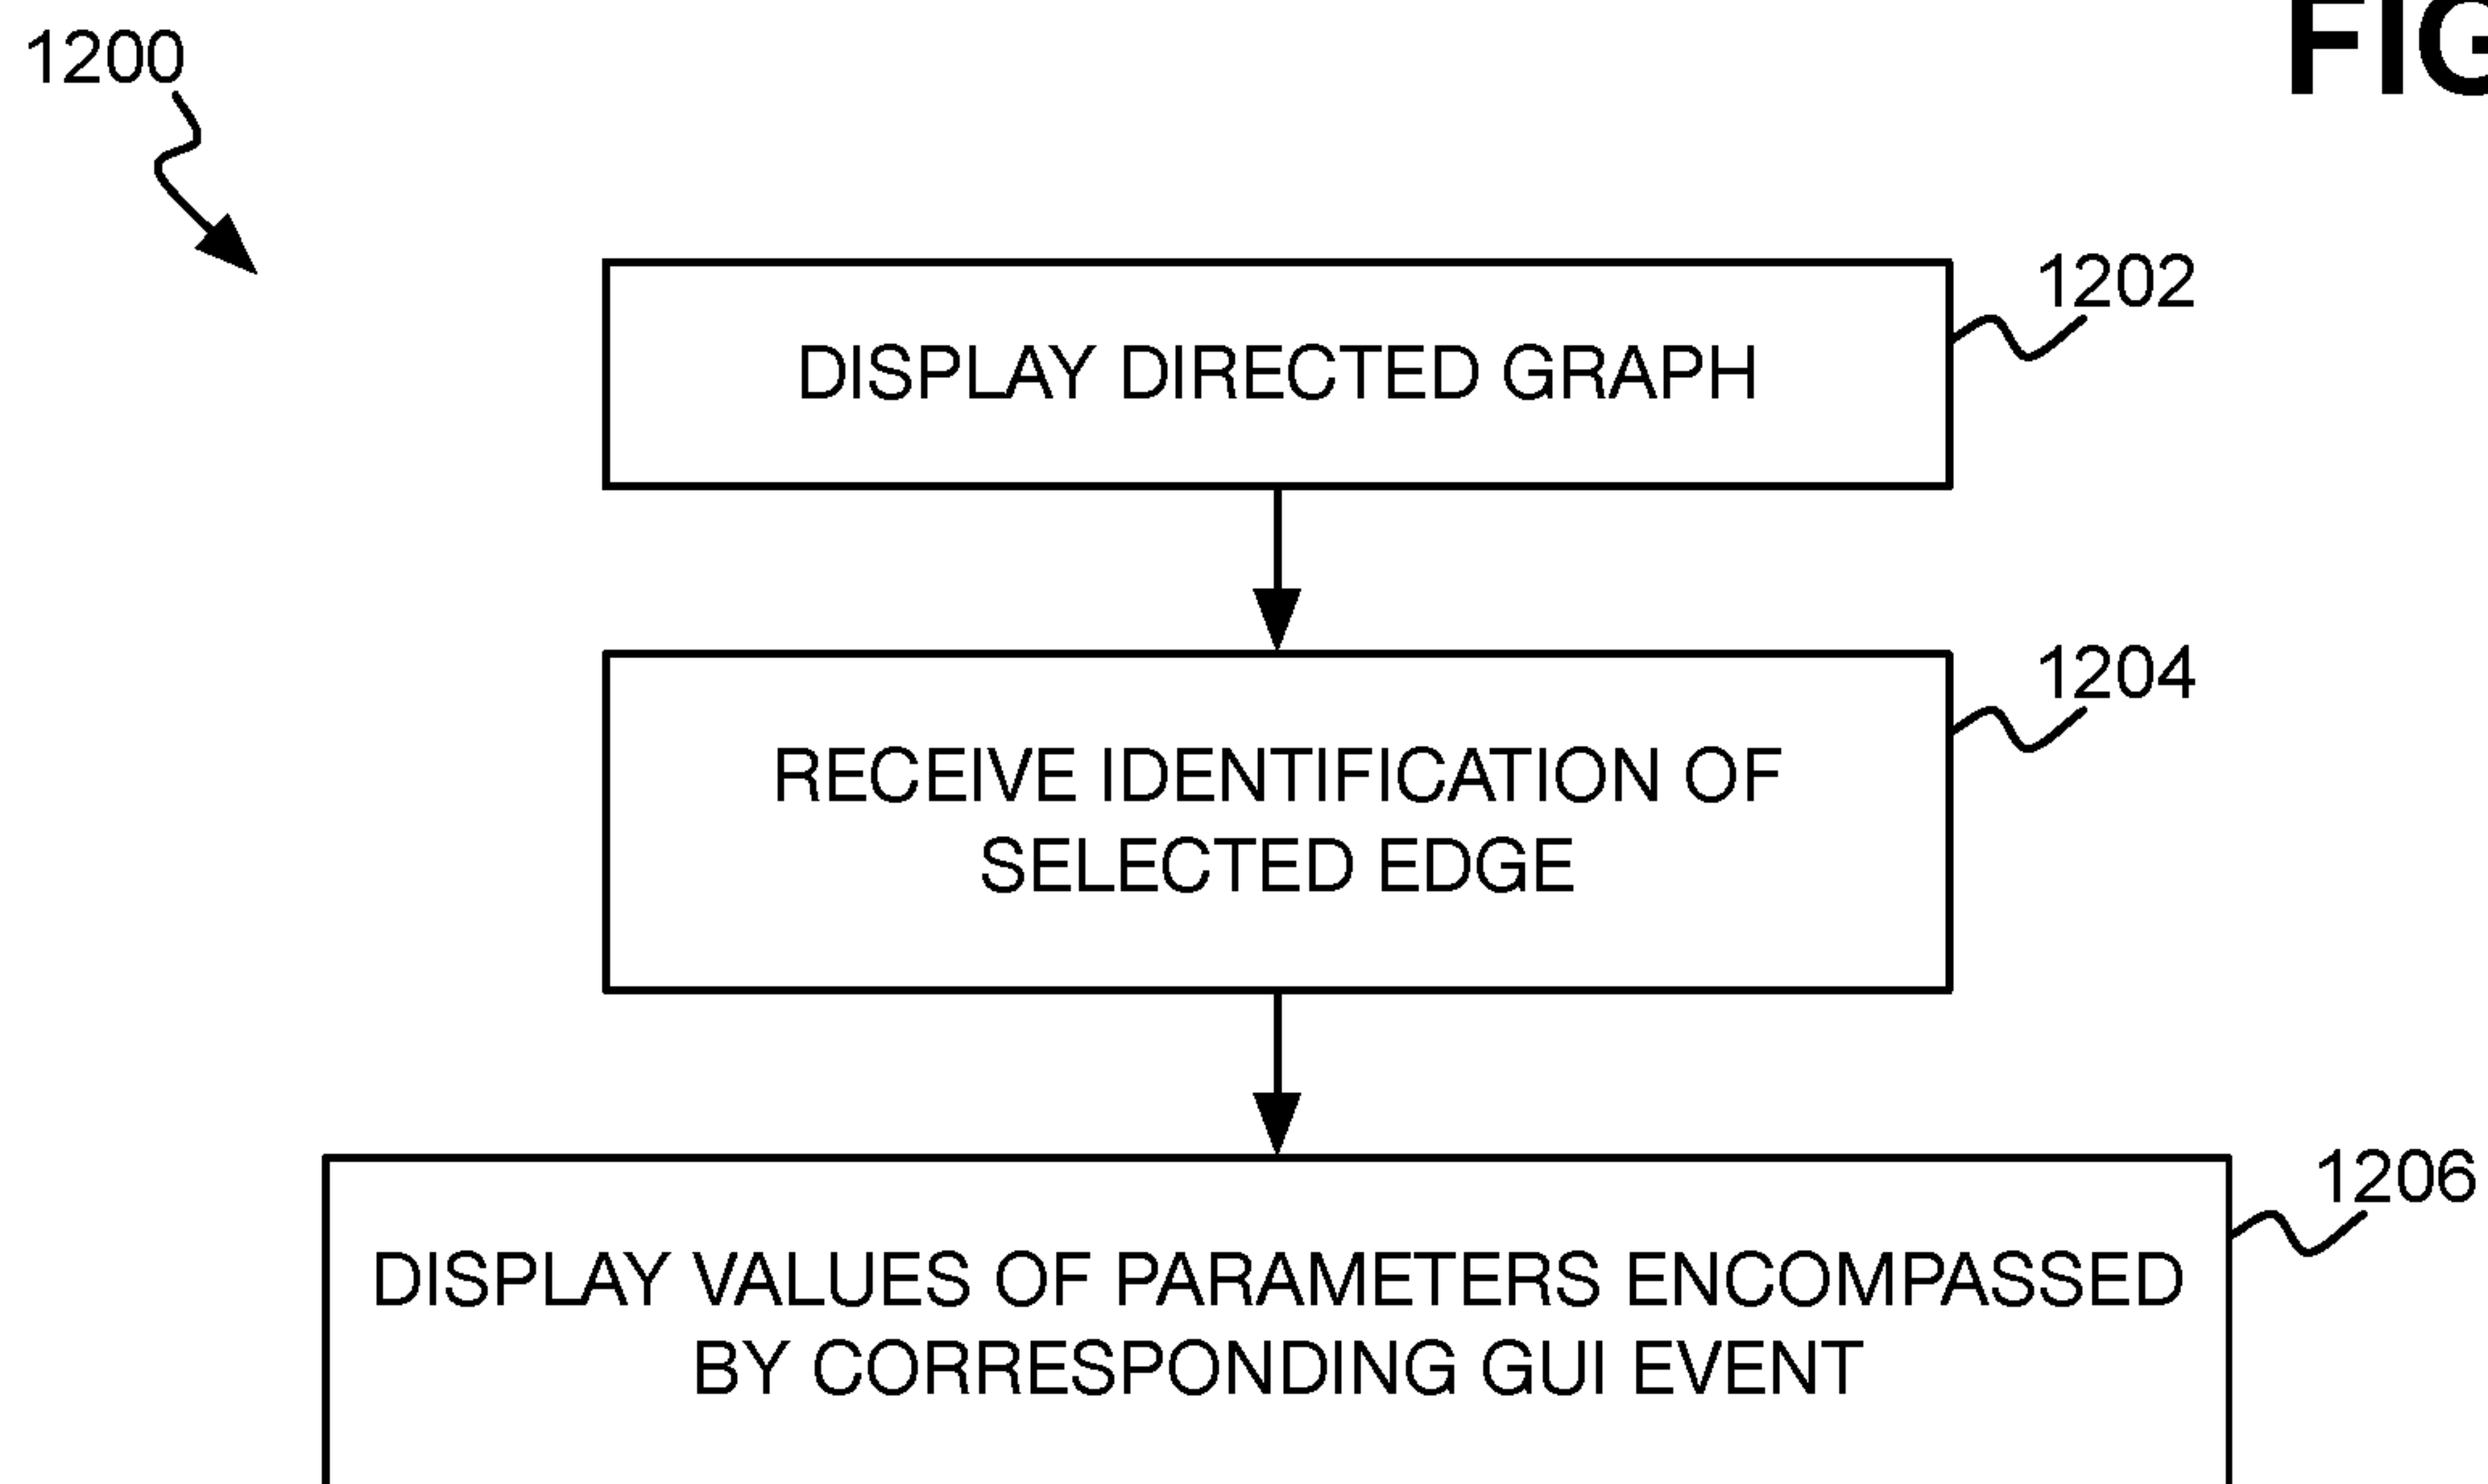 1200
FIG
1202
DISPLAY DIRECTED GRAPH
1204
RECEIVE IDENTIFICATION OF
SELECTED EDGE
1206
DISPLAY VALUES OF PARAMETERS ENCOMPASSED
BY CORRESPONDING GUI EVENT